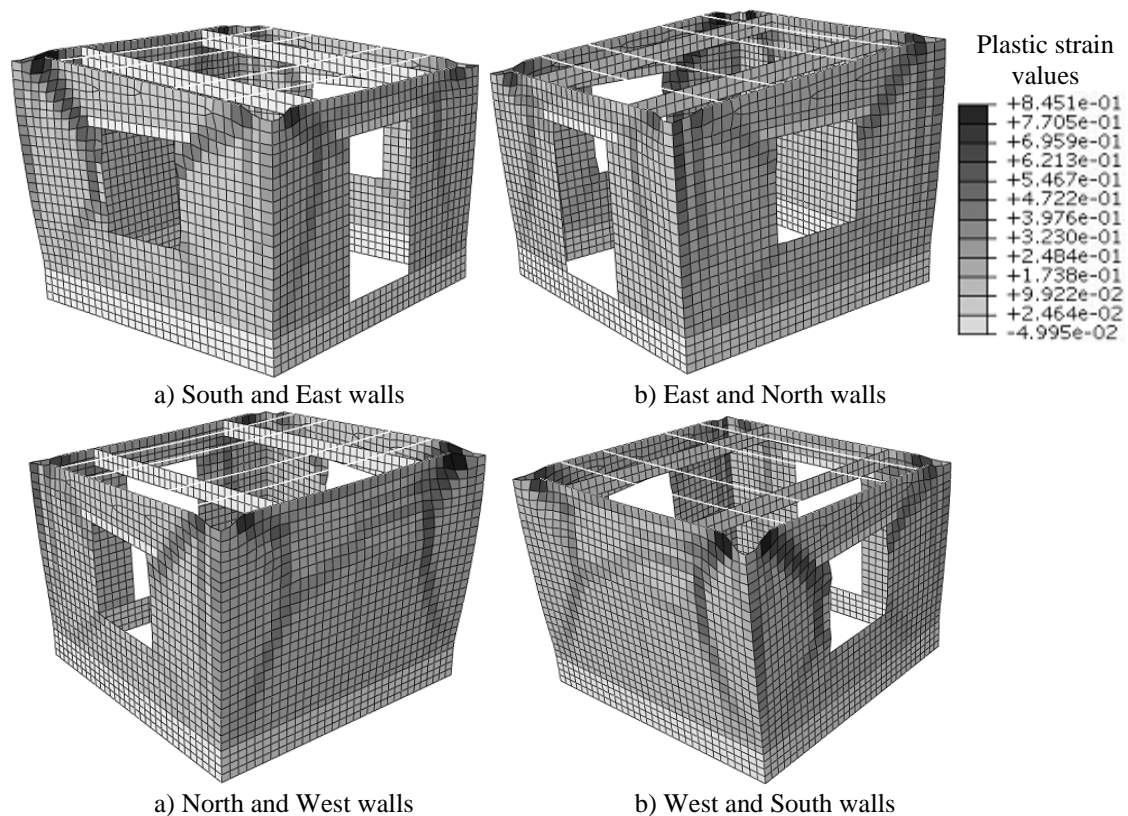 Plastic strain
values
+8.451e-01
+7.705e-01
+6.959e-01
+6.213e-01
+5.467e-01
+4.722e-01
+3.976e-01
+3.230e-01
+2.484e-01
+1.738e-01
+9.922e-02
+2.464e-02
-4.995e-02
a) South and East walls
b) East and North walls
a) North and West walls
b) West and South walls